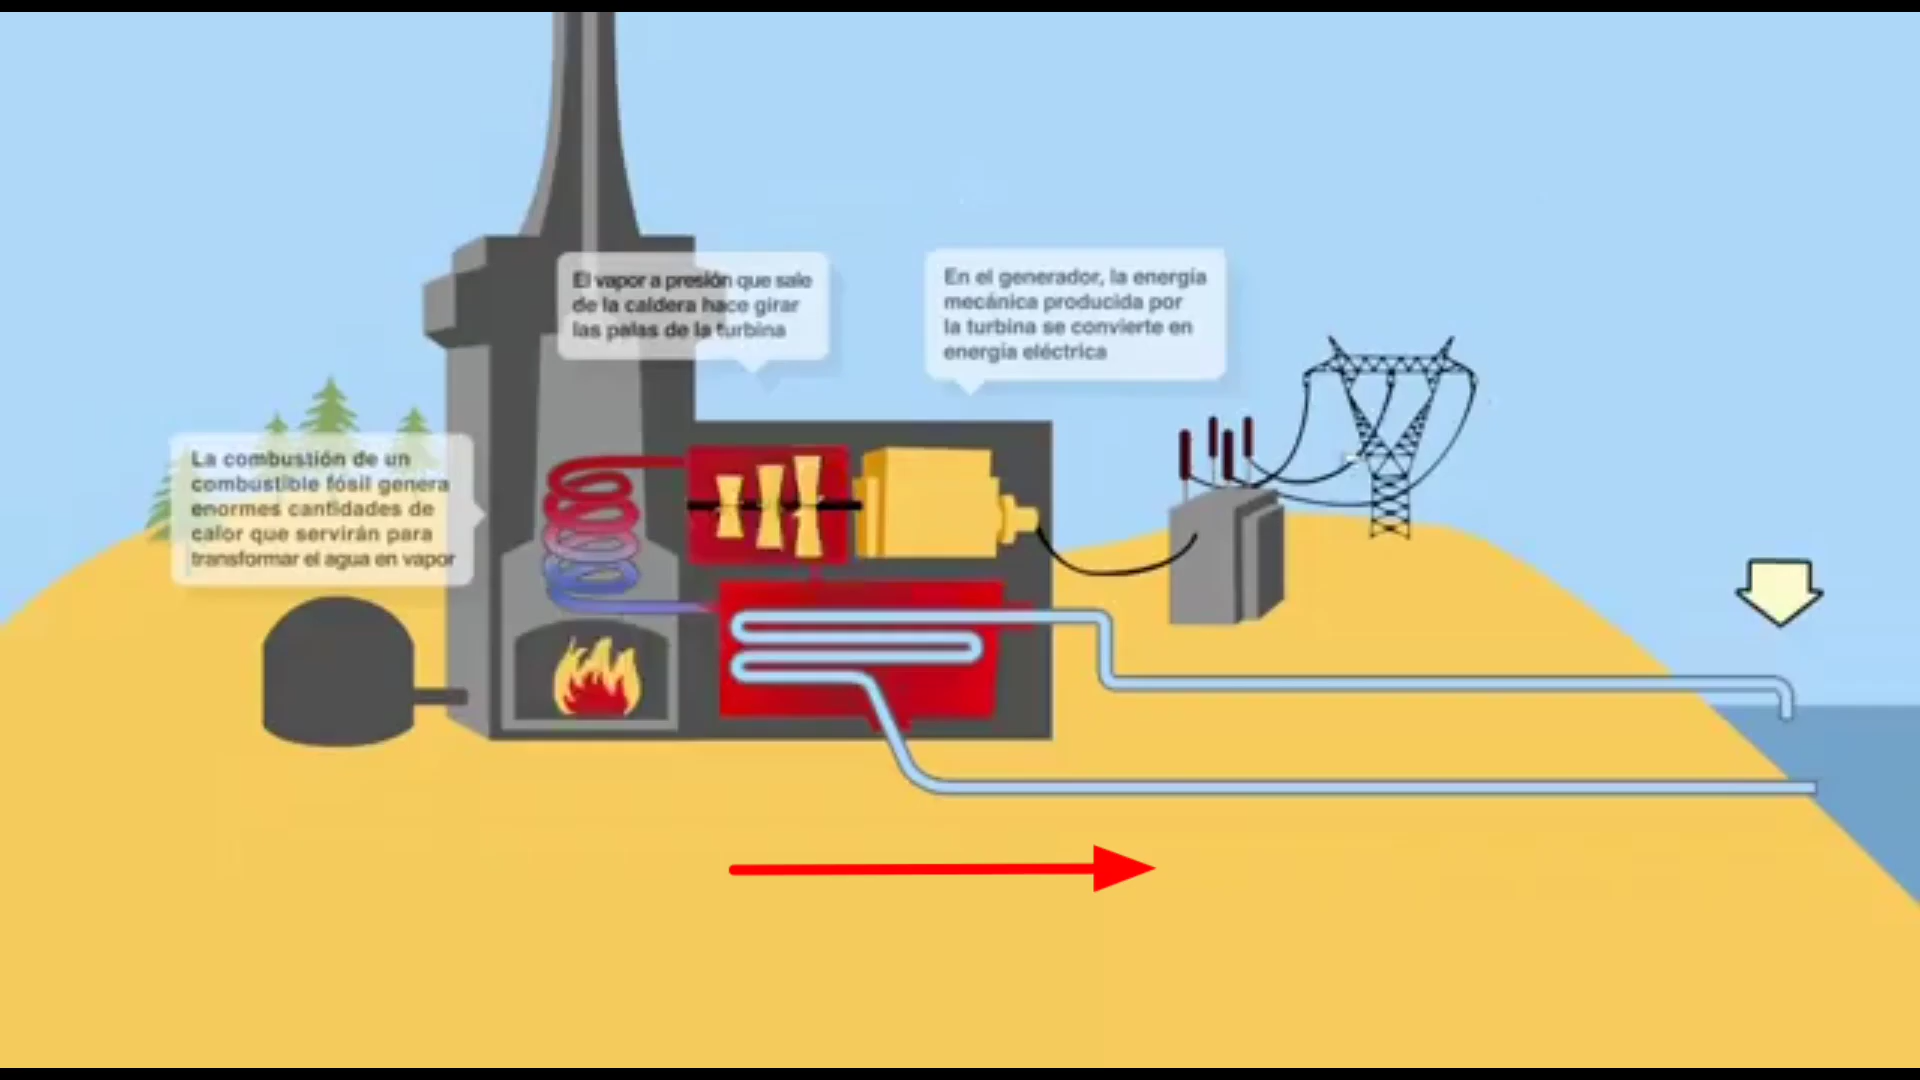 El vapor a presión que sale
de la caldera hace girar
las palas de la turbina
En el generador, la energía
mecánica producida por
la turbina se convierte en
energía eléctrica
La combustión de un
combustible fósil genera
enormes cantidades de
calor que servirán para
transformar el agua en vapor